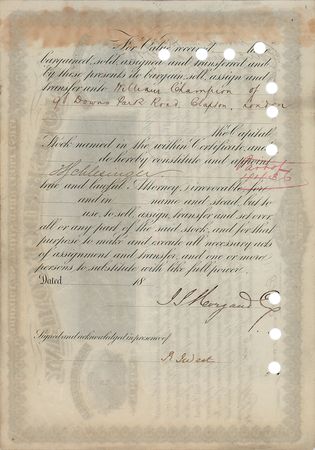 For Value received ha
bargained, sold, assigned and transferred and
by these presents do bargain, sell, assign and
transfer unto William Champion of
91 Downs Park Road, Clapton, London
the Capital
Stock named in the within Certificate, and
do hereby constitute and appoint
true and lawful Attorney, irrevocable for
and in name and stead, but to
use, to sell, assign, transfer and set over,
all or any part of the said stock, and for that
purpose to make and execute all necessary acts
of assignment and transfer, and one or more
persons to substitute with like full power.
Dated 18
J. S. Morgan & Co
Signed and acknowledged in presence of
J. West